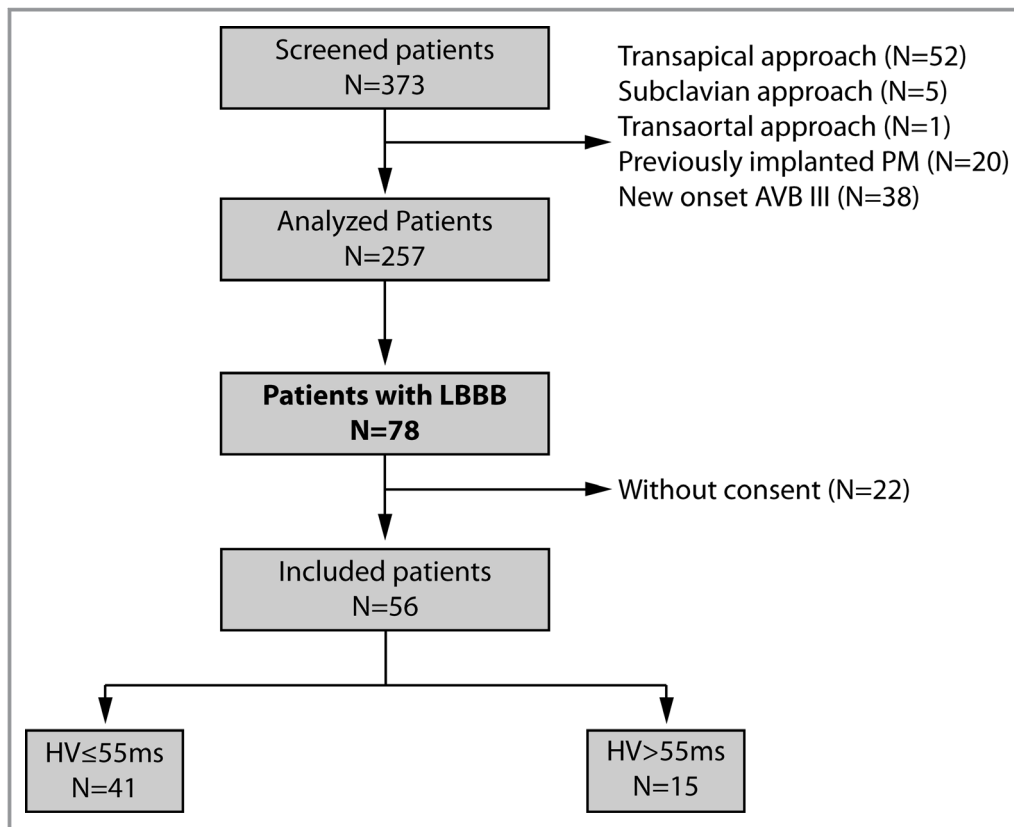 Screened patients
N=373
Transapical approach (N=52)
Subclavian approach (N=5)
Transaortal approach (N=1)
Previously implanted PM (N=20)
New onset AVB III (N=38)
Analyzed Patients
N=257
Patients with LBBB
N=78
Without consent (N=22)
Included patients
N=56
HV≤55ms
N=41
HV>55ms
N=15